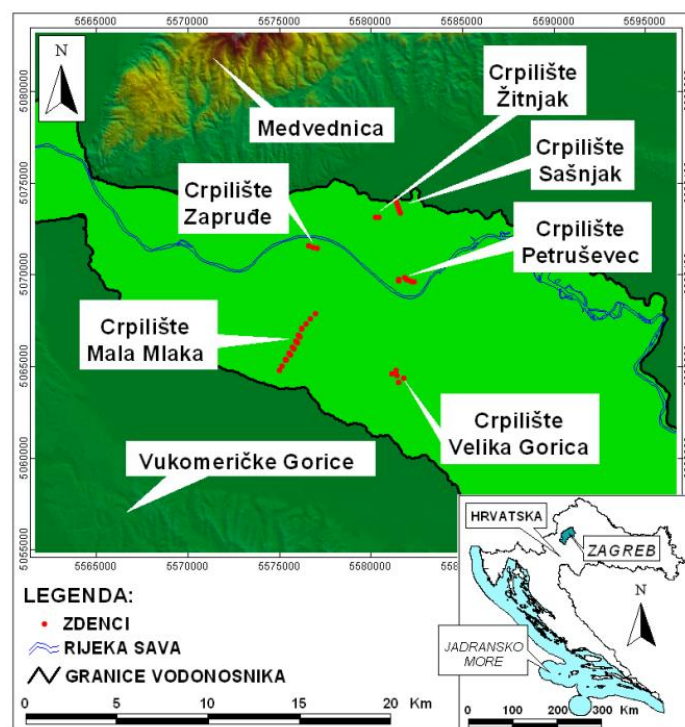 5565000 5570000 5575000 5580000 5585000 5590000 5595000
N
Crpilište
Žitnjak
Medvednica
Crpilište
Sašnjak
Crpilište
Zapruđe
Crpilište
Petruševec
Crpilište
Mala Mlaka
Crpilište
Velika Gorica
Vukomeričke Gorice
5080000
5075000
5070000
5065000
5060000
5055000
5565000 5570000 5575000 5580000
HRVATSKA
ZAGREB
N
JADRANSKO
MORE
0 100 200 300 Km
LEGENDA:
ZDENCI
RIJEKA SAVA
GRANICE VODONOSNIKA
0 5 10 15 20 Km